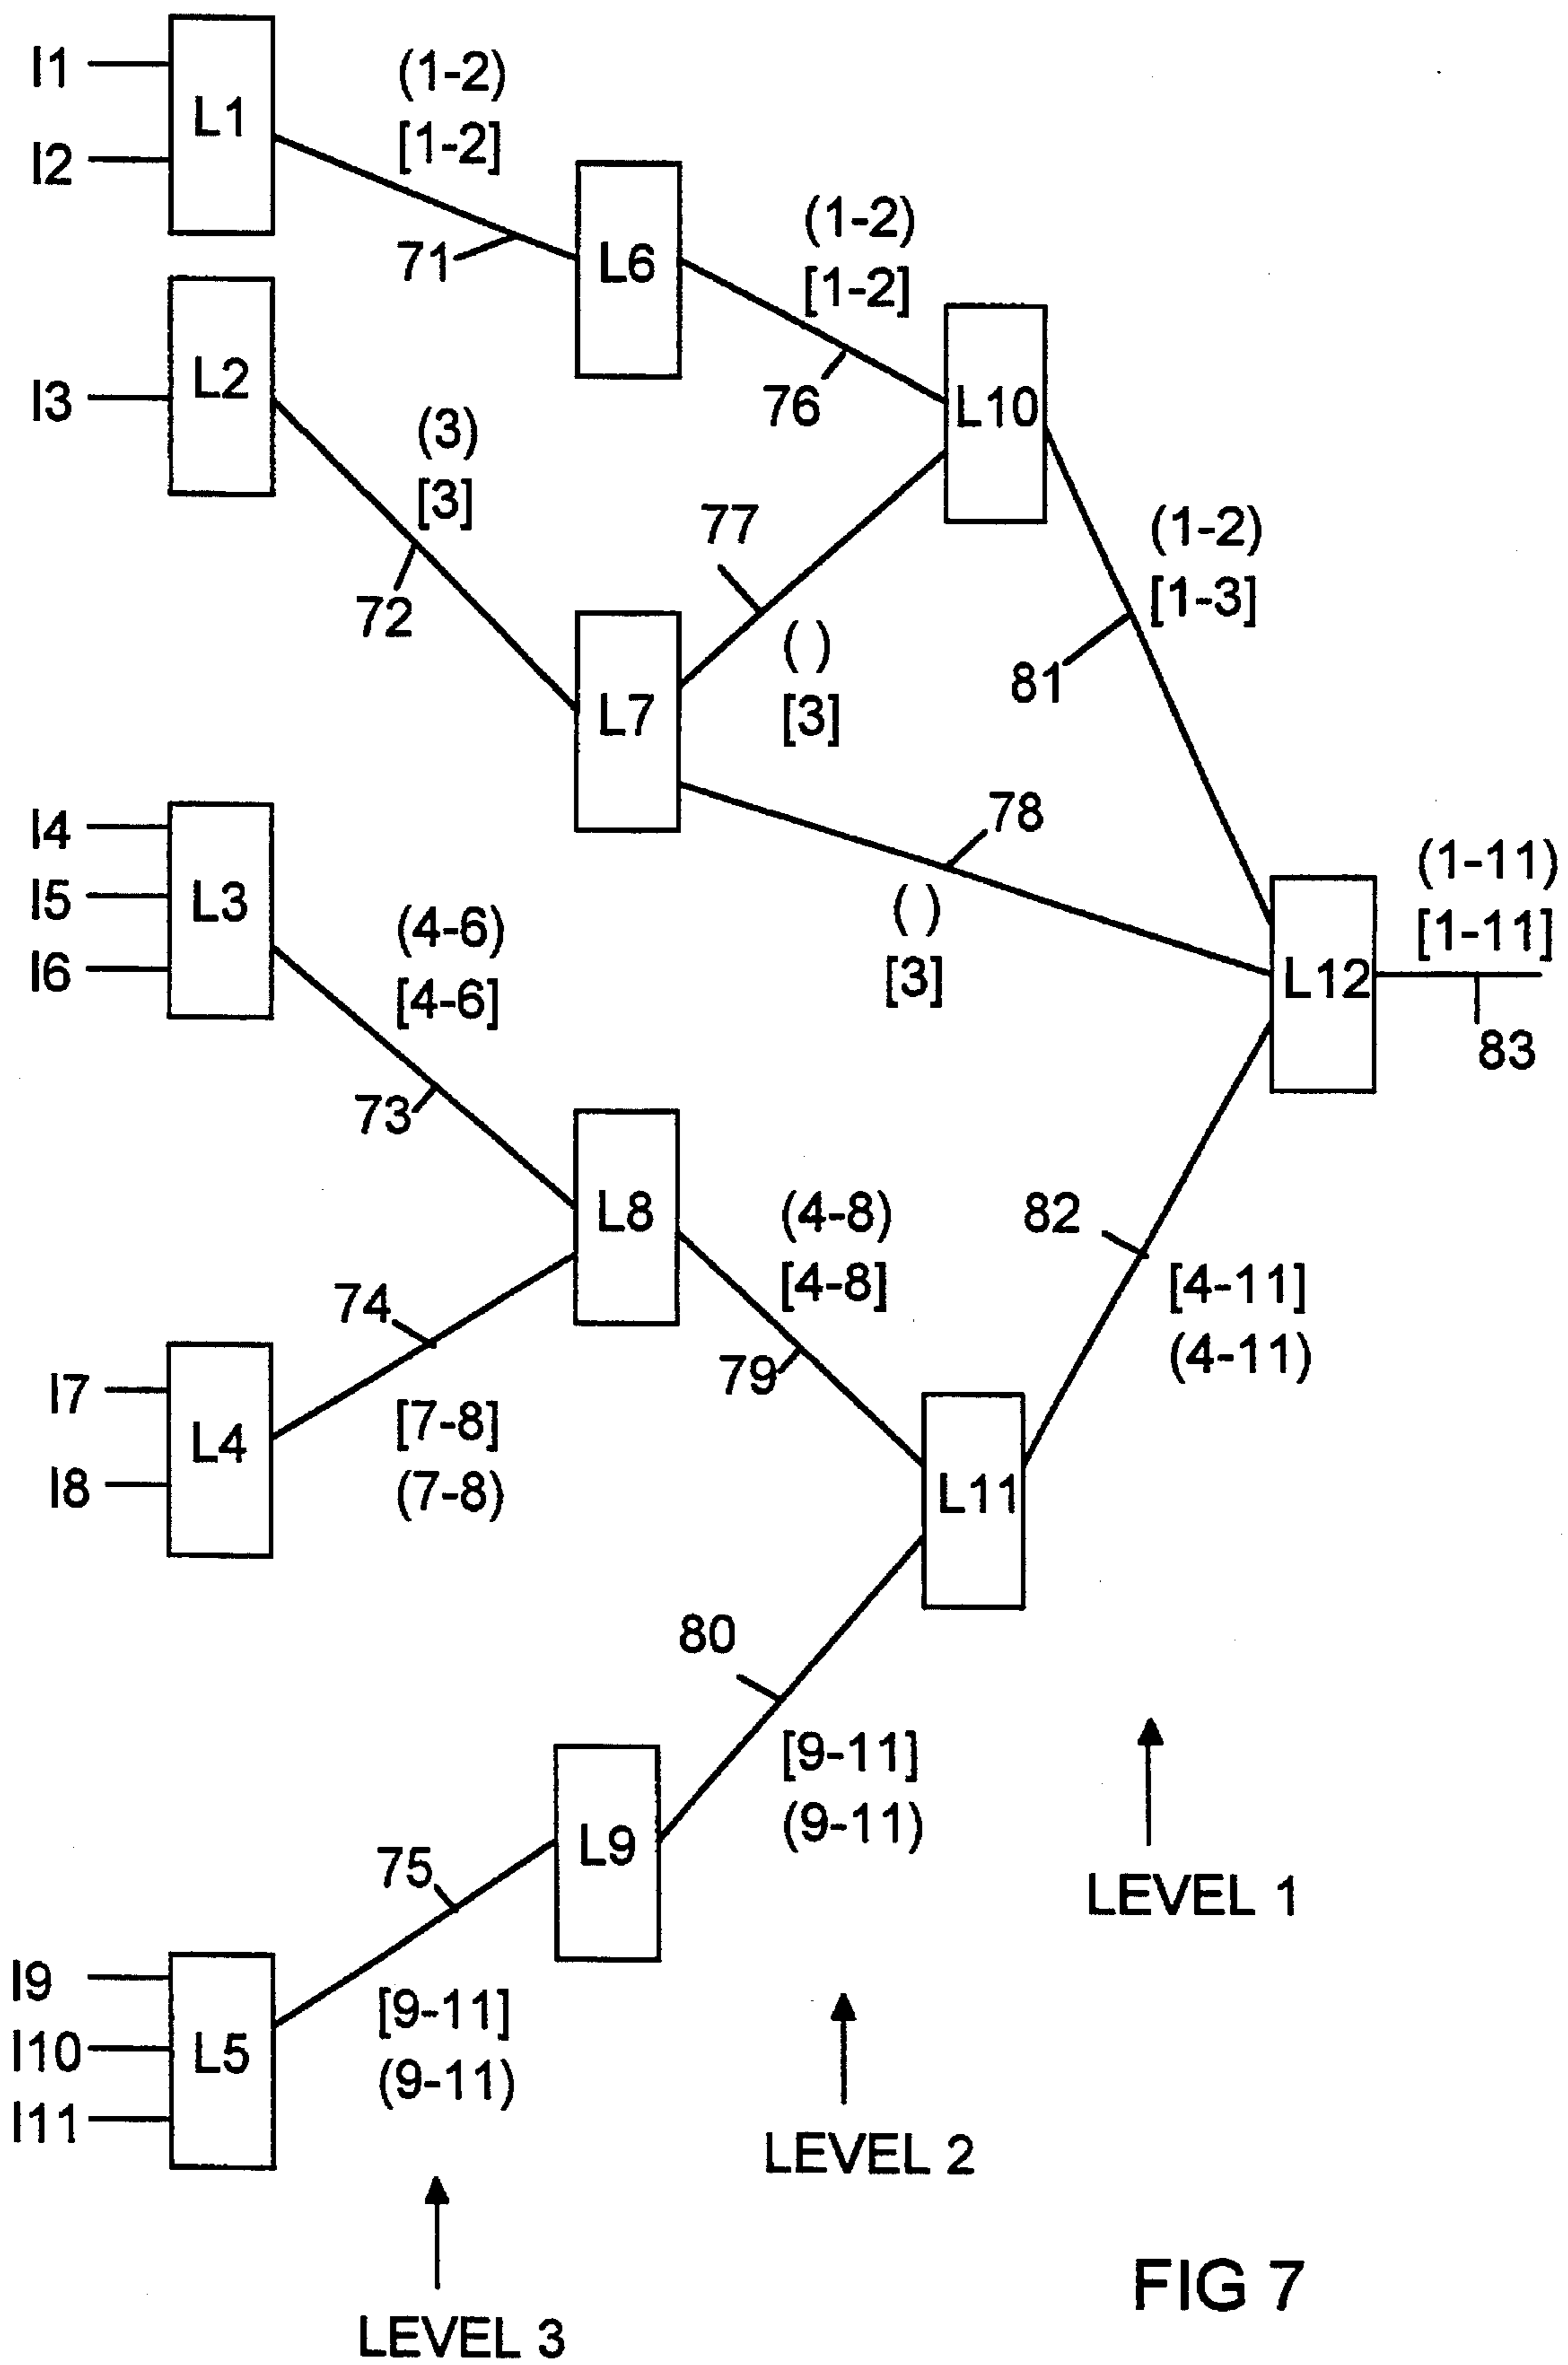 I1
I2
L1
(1-2)
[1-2]
71
L6
(1-2)
[1-2]
76
L10
I3
L2
(3)
[3]
72
77
( )
[3]
L7
(1-2)
[1-3]
81
78
( )
[3]
I4
I5
I6
L3
(4-6)
[4-6]
73
L12
(1-11)
[1-11]
83
L8
(4-8)
[4-8]
79
82
[4-11]
(4-11)
74
I7
I8
L4
[7-8]
(7-8)
L11
80
[9-11]
(9-11)
L9
75
LEVEL 1
I9
I10
I11
L5
[9-11]
(9-11)
LEVEL 2
LEVEL 3
FIG 7